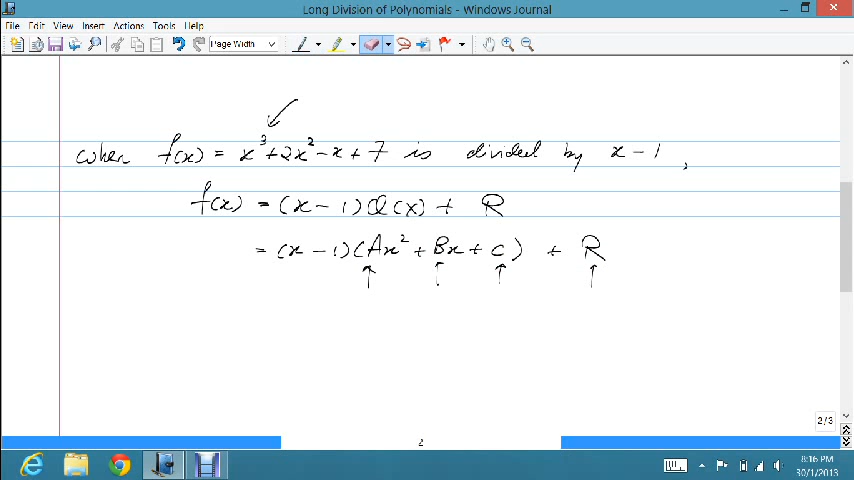 Long Division of Polynomials - Windows Journal
File Edit View Insert Actions Tools Help
Page Width
when f(x) = x³+2x²-x+7 is divided by x-1,
f(x) = (x-1)Q(x) + R
= (x-1)(Ax²+Bx+C) + R
2/3
2
8:16 PM
30/1/2013